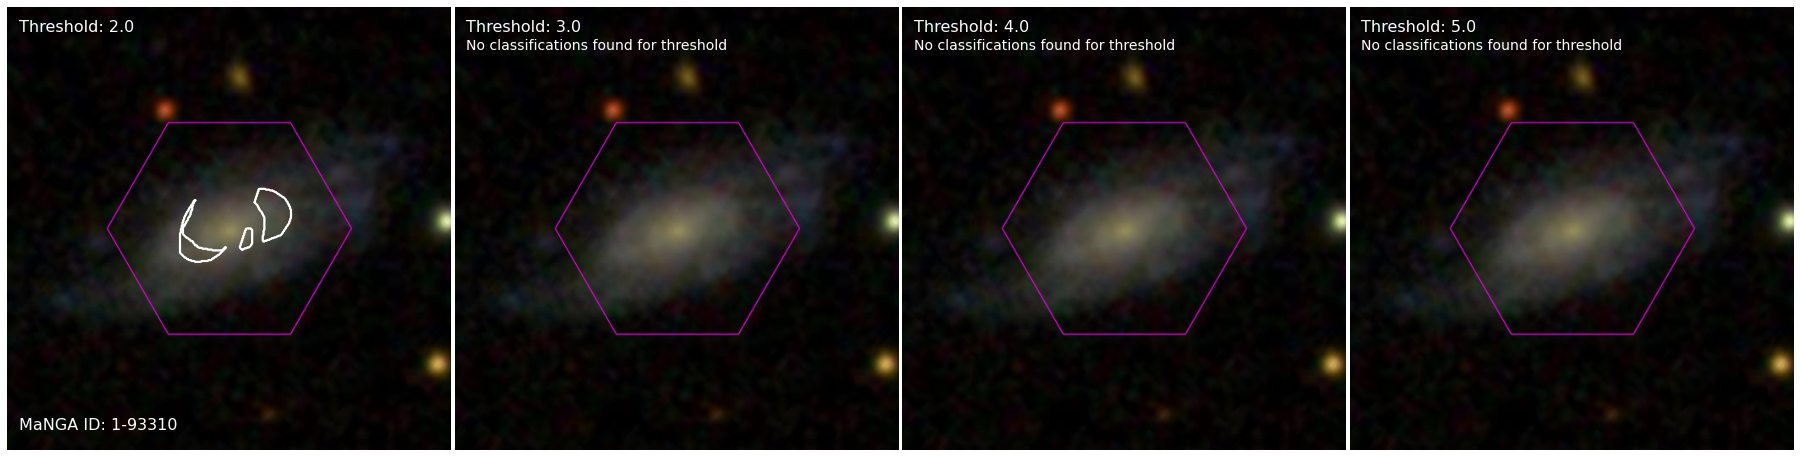 Threshold: 2.0
MaNGA ID: 1-93310
Threshold: 3.0
No classifications found for threshold
Threshold: 4.0
No classifications found for threshold
Threshold: 5.0
No classifications found for threshold